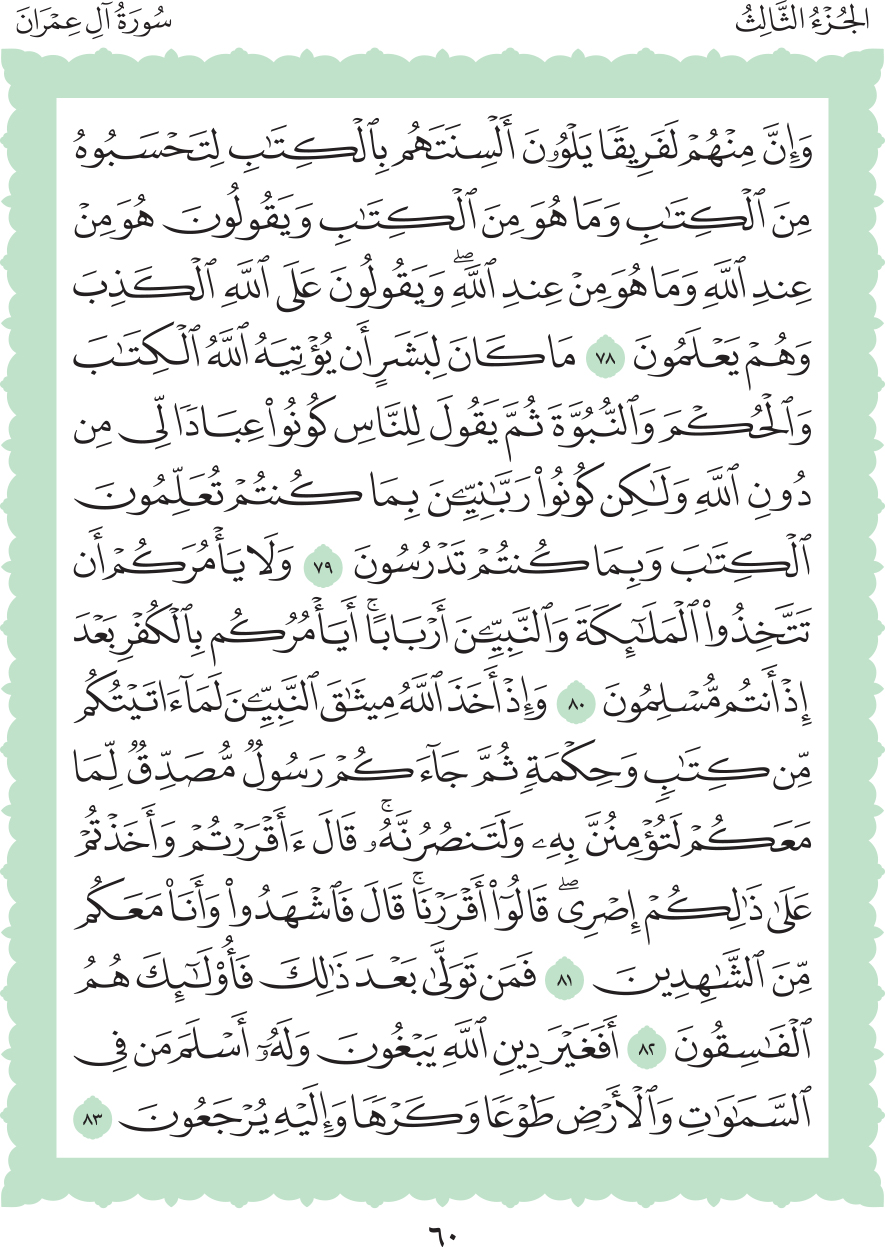 الجُزْءُ الثَّالِثُ
سُورَةُ آلِ عِمْرَانَ
وَإِنَّ مِنْهُمْ لَفَرِيقٗا يَلْوُۥنَ أَلْسِنَتَهُم بِٱلْكِتَٰبِ لِتَحْسَبُوهُ
مِنَ ٱلْكِتَٰبِ وَمَا هُوَ مِنَ ٱلْكِتَٰبِ وَيَقُولُونَ هُوَ مِنْ
عِندِ ٱللَّهِ وَمَا هُوَ مِنْ عِندِ ٱللَّهِۖ وَيَقُولُونَ عَلَى ٱللَّهِ ٱلْكَذِبَ
وَهُمْ يَعْلَمُونَ ٧٨ مَا كَانَ لِبَشَرٍ أَن يُؤْتِيَهُ ٱللَّهُ ٱلْكِتَٰبَ
وَٱلْحُكْمَ وَٱلنُّبُوَّةَ ثُمَّ يَقُولَ لِلنَّاسِ كُونُوا۟ عِبَادٗا لِّي مِن
دُونِ ٱللَّهِ وَلَٰكِن كُونُوا۟ رَبَّٰنِيِّۦنَ بِمَا كُنتُمْ تُعَلِّمُونَ
ٱلْكِتَٰبَ وَبِمَا كُنتُمْ تَدْرُسُونَ ٧٩ وَلَا يَأْمُرَكُمْ أَن
تَتَّخِذُوا۟ ٱلْمَلَٰٓئِكَةَ وَٱلنَّبِيِّۦنَ أَرْبَابًاۗ أَيَأْمُرُكُم بِٱلْكُفْرِ بَعْدَ
إِذْ أَنتُم مُّسْلِمُونَ ٨٠ وَإِذْ أَخَذَ ٱللَّهُ مِيثَٰقَ ٱلنَّبِيِّۦنَ لَمَآ ءَاتَيْتُكُم
مِّن كِتَٰبٖ وَحِكْمَةٖ ثُمَّ جَآءَكُمْ رَسُولٞ مُّصَدِّقٞ لِّمَا
مَعَكُمْ لَتُؤْمِنُنَّ بِهِۦ وَلَتَنصُرُنَّهُۥۚ قَالَ ءَأَقْرَرْتُمْ وَأَخَذْتُمْ
عَلَىٰ ذَٰلِكُمْ إِصْرِيۖ قَالُوٓا۟ أَقْرَرْنَاۚ قَالَ فَٱشْهَدُوا۟ وَأَنَا۠ مَعَكُم
مِّنَ ٱلشَّٰهِدِينَ ٨١ فَمَن تَوَلَّىٰ بَعْدَ ذَٰلِكَ فَأُو۟لَٰٓئِكَ هُمُ
ٱلْفَٰسِقُونَ ٨٢ أَفَغَيْرَ دِينِ ٱللَّهِ يَبْغُونَ وَلَهُۥٓ أَسْلَمَ مَن فِي
ٱلسَّمَٰوَٰتِ وَٱلْأَرْضِ طَوْعٗا وَكَرْهٗا وَإِلَيْهِ يُرْجَعُونَ ٨٣
٦٠